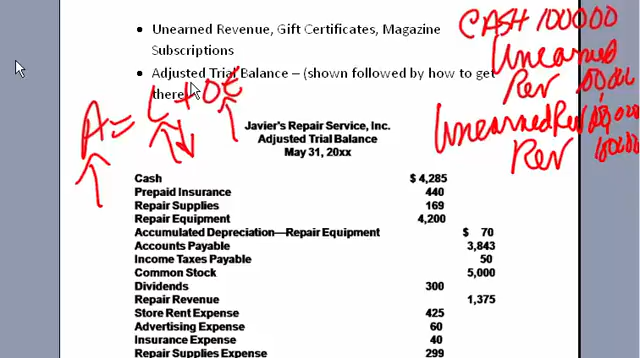 • Unearned Revenue, Gift Certificates, Magazine
Subscriptions
• Adjusted Trial Balance – (shown followed by how to get
there
CASH 100000
Unearned
Rev
Unearned Rev
Rev
A = L + OE
Javier's Repair Service, Inc.
Adjusted Trial Balance
May 31, 20xx
Cash $ 4,285
Prepaid Insurance 440
Repair Supplies 169
Repair Equipment 4,200
Accumulated Depreciation—Repair Equipment $ 70
Accounts Payable 3,843
Income Taxes Payable 50
Common Stock 5,000
Dividends 300
Repair Revenue 1,375
Store Rent Expense 425
Advertising Expense 60
Insurance Expense 40
Repair Supplies Expense 299